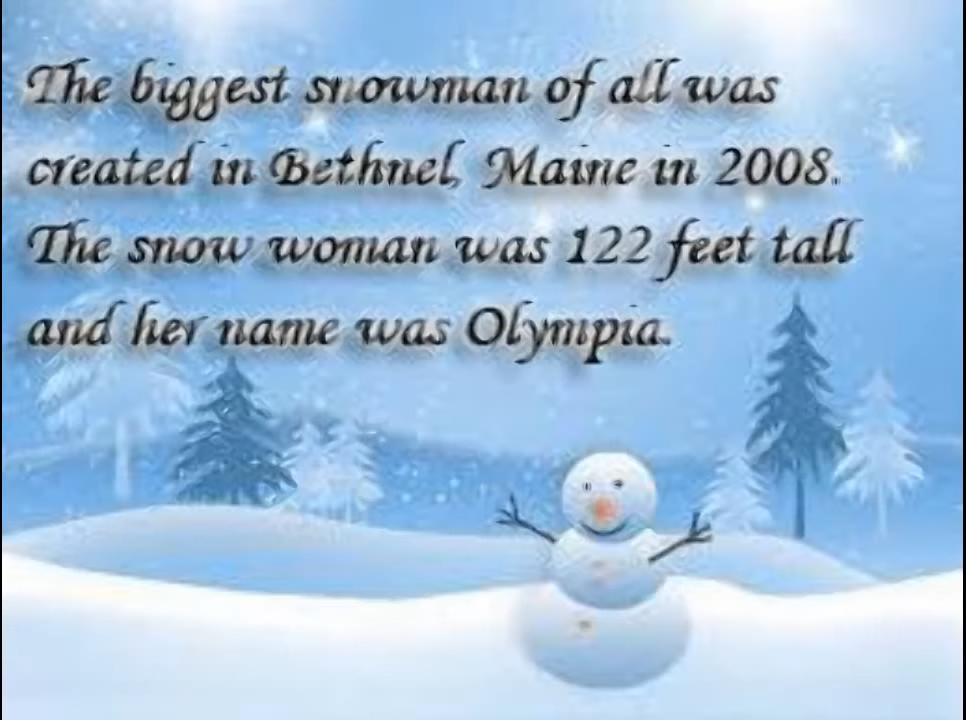 The biggest snowman of all was
created in Bethnel, Maine in 2008.
The snow woman was 122 feet tall
and her name was Olympia.